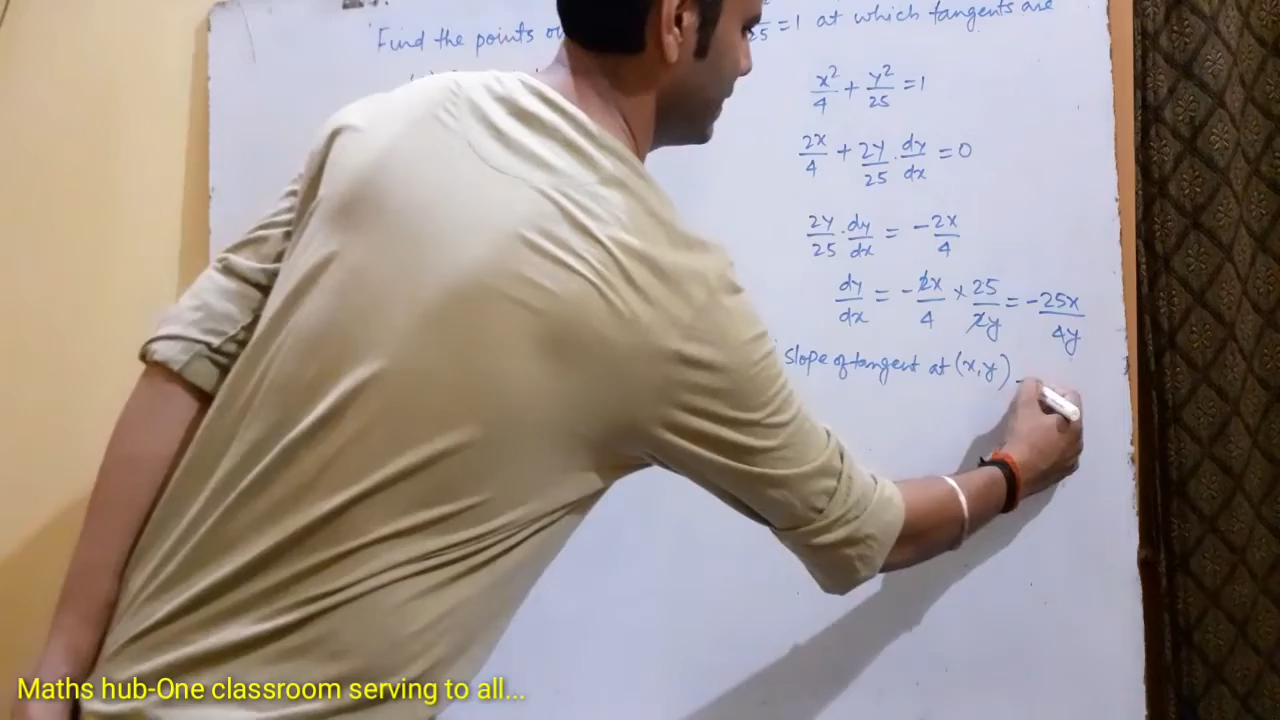 Find the points 25 = 1 at which tangents are
x²/4 + y²/25 = 1
2x/4 + 2y/25 . dy/dx = 0
2y/25 . dy/dx = -2x/4
dy/dx = -2x/4 × 25/2y = -25x/4y
slope of tangent at (x,y)
Maths hub-One classroom serving to all...